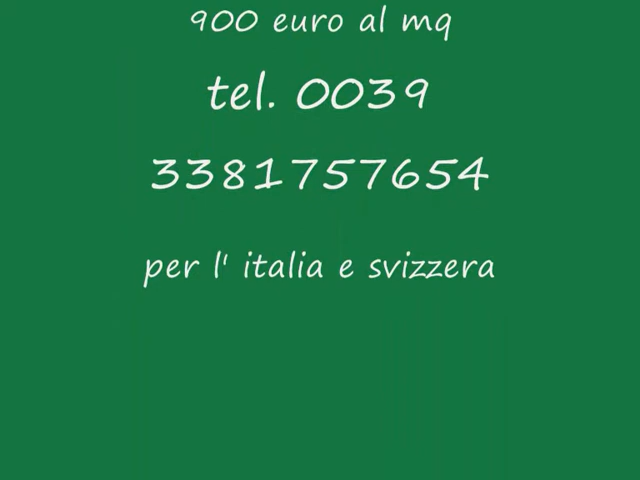 900 euro al mq
tel. 0039
3381757654
per l' italia e svizzera